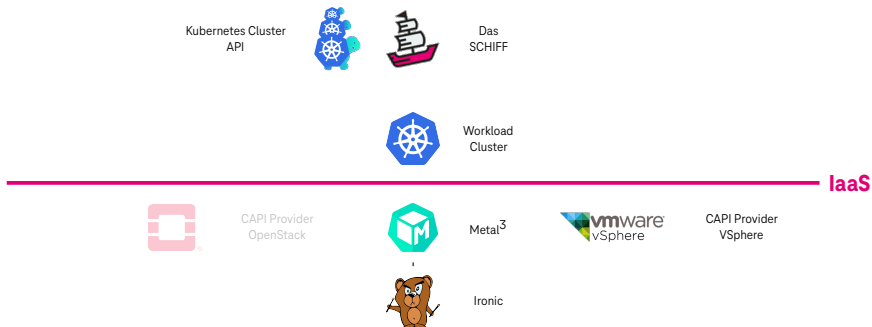 Kubernetes Cluster
API
Das
SCHIFF
Workload
Cluster
IaaS
CAPI Provider
OpenStack
M
Metal3
vmware
vSphere
CAPI Provider
VSphere
Ironic